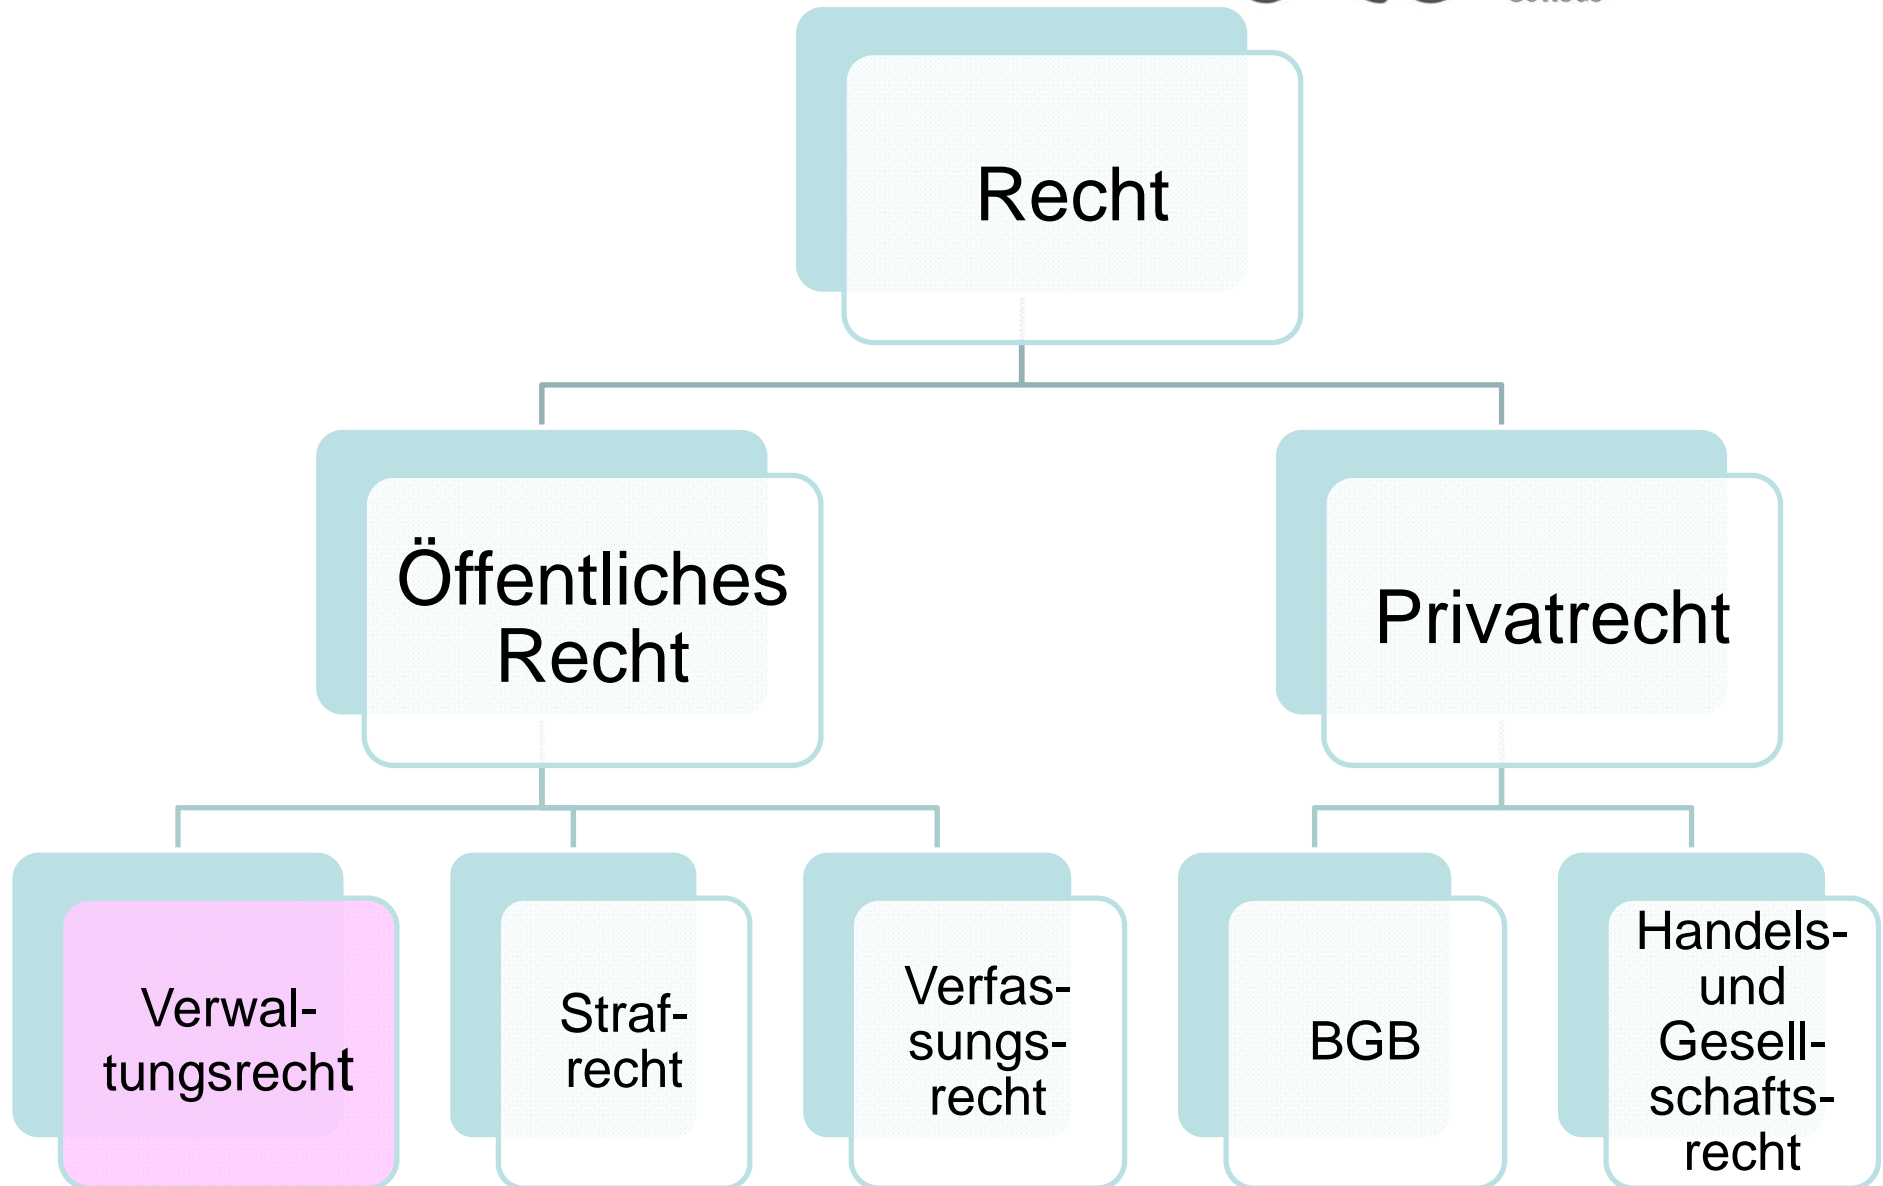 Recht
Öffentliches
Recht
Privatrecht
Verwal-
tungsrecht
Straf-
recht
Verfas-
sungs-
recht
BGB
Handels-
und
Gesell-
schafts-
recht